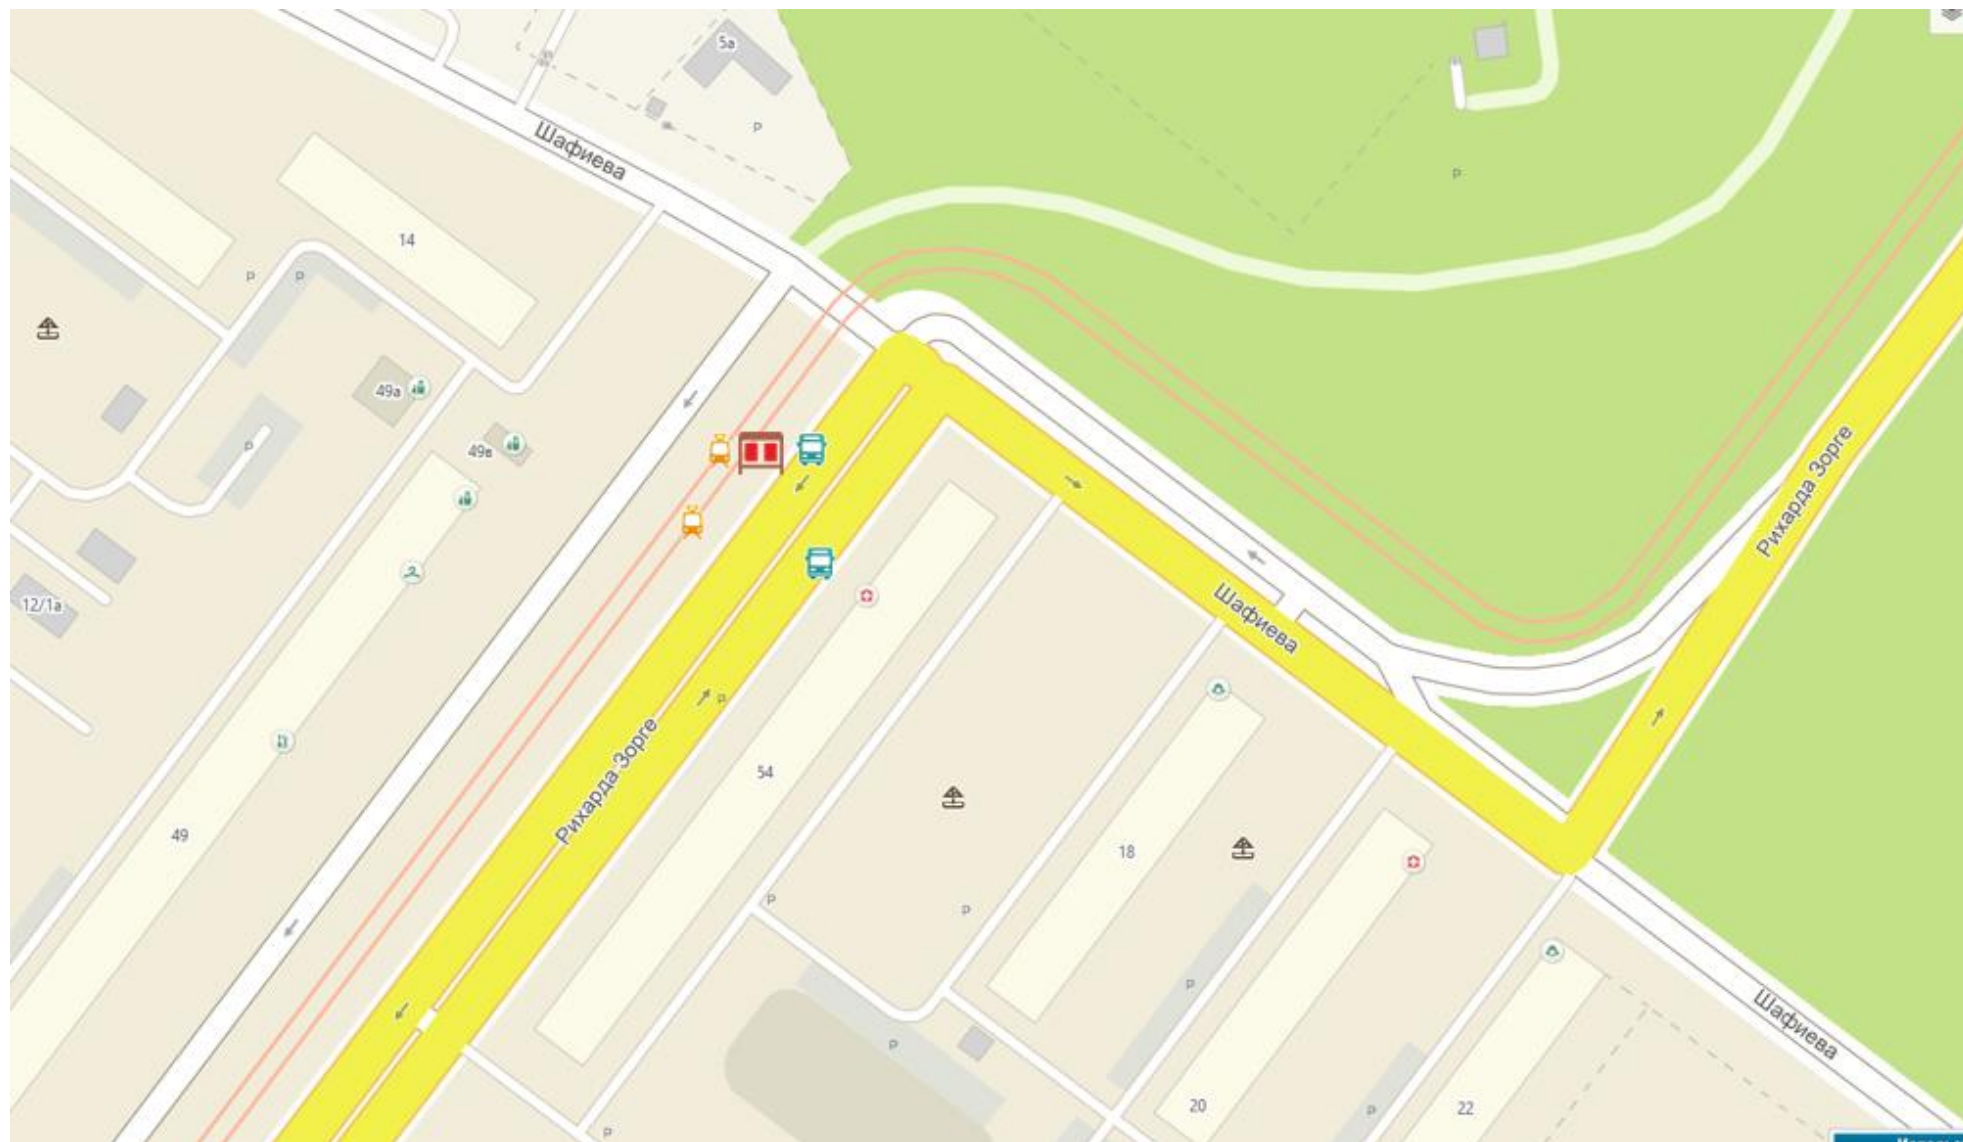 5а
P
Шафиева
P
14
P
P
49а
49в
P
Рихарда Зорге
12/1а
Шафиева
P
Рихарда Зорге
54
49
18
P
P
P
Шафиева
P
20
22
P
P